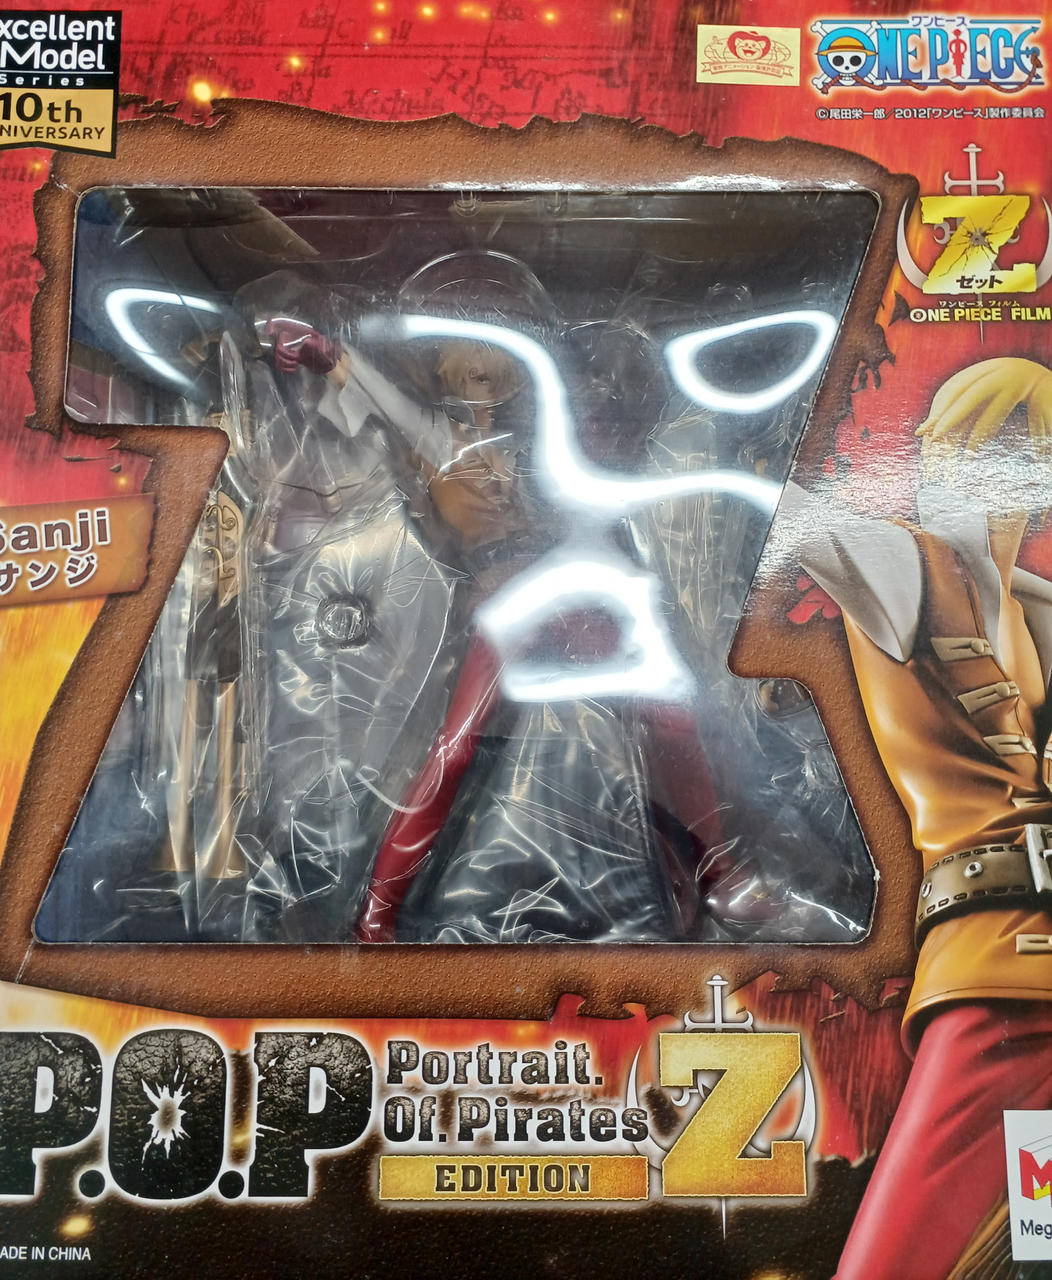 xcellent
Model
Series
10th
NNIVERSARY
ワンピース
ONE PIECE
©尾田栄一郎/2012「ワンピース」製作委員会
Z
ゼット
ワンピース フィルム
ONE PIECE FILM
Sanji
サンジ
P.O.P
Portrait.
Of. Pirates
EDITION
Z
M
Meg
ADE IN CHINA